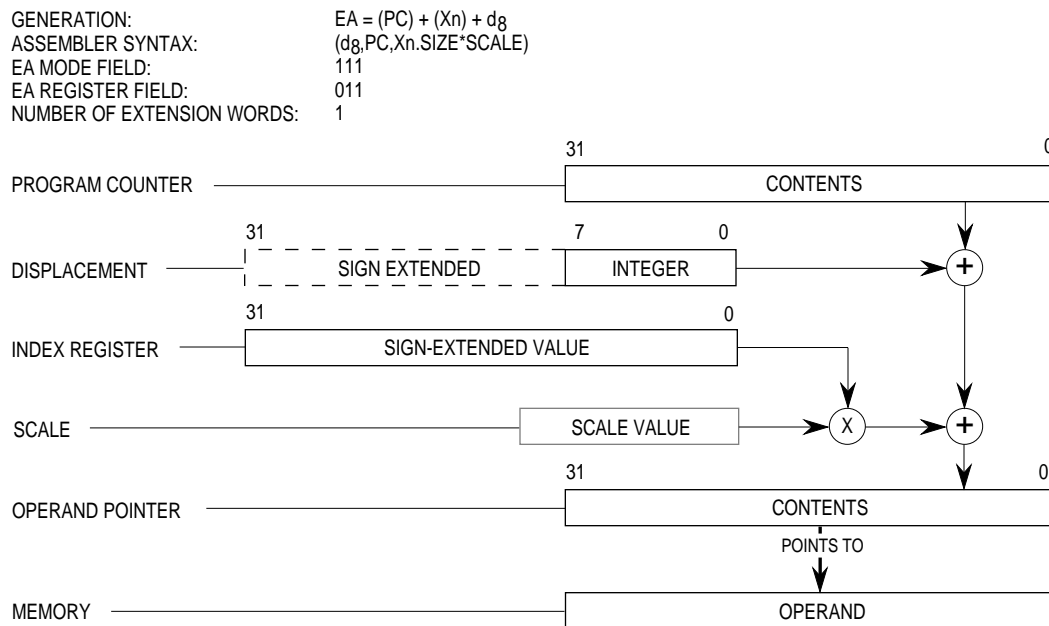 GENERATION: EA = (PC) + (Xn) + d8
ASSEMBLER SYNTAX: (d8,PC,Xn.SIZE*SCALE)
EA MODE FIELD: 111
EA REGISTER FIELD: 011
NUMBER OF EXTENSION WORDS: 1
31 0
PROGRAM COUNTER CONTENTS
31 7 0
DISPLACEMENT SIGN EXTENDED INTEGER +
31 0
INDEX REGISTER SIGN-EXTENDED VALUE
SCALE SCALE VALUE X +
31 0
OPERAND POINTER CONTENTS
POINTS TO
MEMORY OPERAND